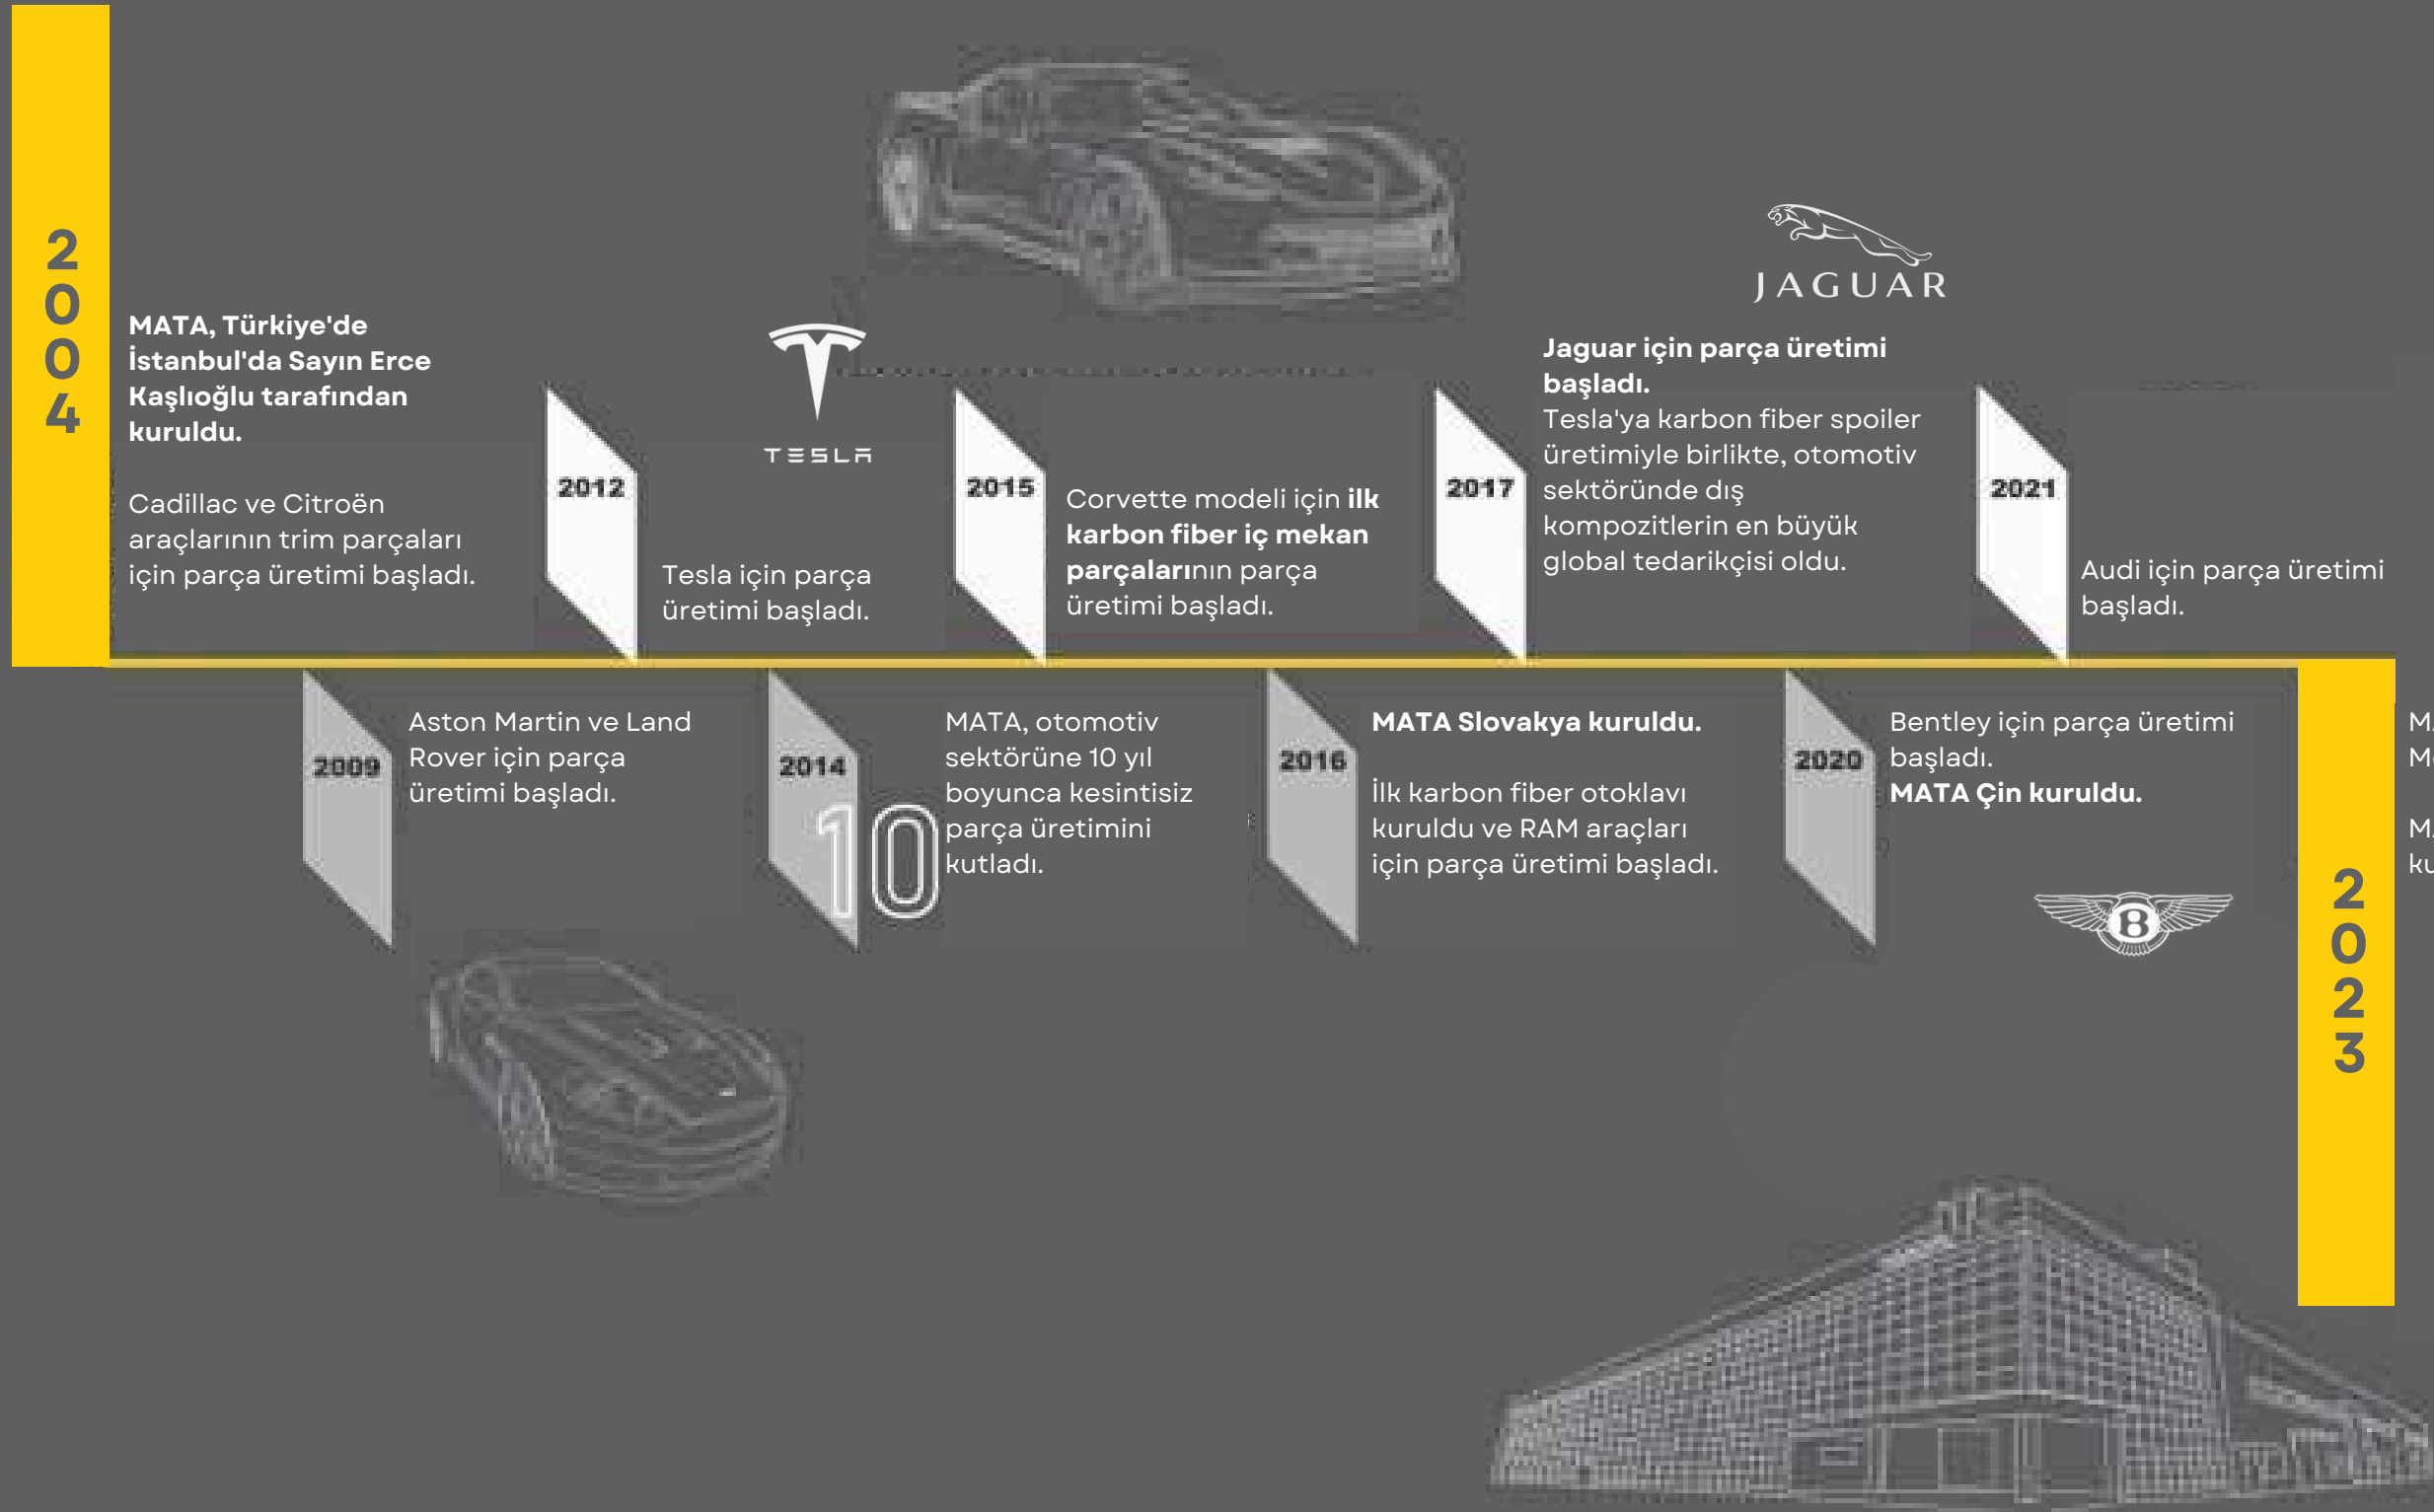 2004
MATA, Türkiye'de
İstanbul'da Sayın Erce
Kaşlıoğlu tarafından
kuruldu.
Cadillac ve Citroën
araçlarının trim parçaları
için parça üretimi başladı.
2009
Aston Martin ve Land
Rover için parça
üretimi başladı.
2012
TESLA
Tesla için parça
üretimi başladı.
2014
10
MATA, otomotiv
sektörüne 10 yıl
boyunca kesintisiz
parça üretimini
kutladı.
2015
Corvette modeli için ilk
karbon fiber iç mekan
parçalarının parça
üretimi başladı.
2016
MATA Slovakya kuruldu.
İlk karbon fiber otoklavı
kuruldu ve RAM araçları
için parça üretimi başladı.
2017
JAGUAR
Jaguar için parça üretimi
başladı.
Tesla'ya karbon fiber spoiler
üretimiyle birlikte, otomotiv
sektöründe dış
kompozitlerin en büyük
global tedarikçisi oldu.
2020
Bentley için parça üretimi
başladı.
MATA Çin kuruldu.
B
2021
Audi için parça üretimi
başladı.
2023